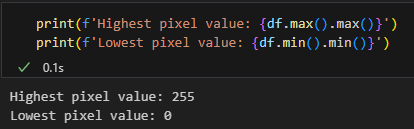 print(f'Highest pixel value: {df.max().max()}')
print(f'Lowest pixel value: {df.min().min()}')
✓ 0.1s
Highest pixel value: 255
Lowest pixel value: 0